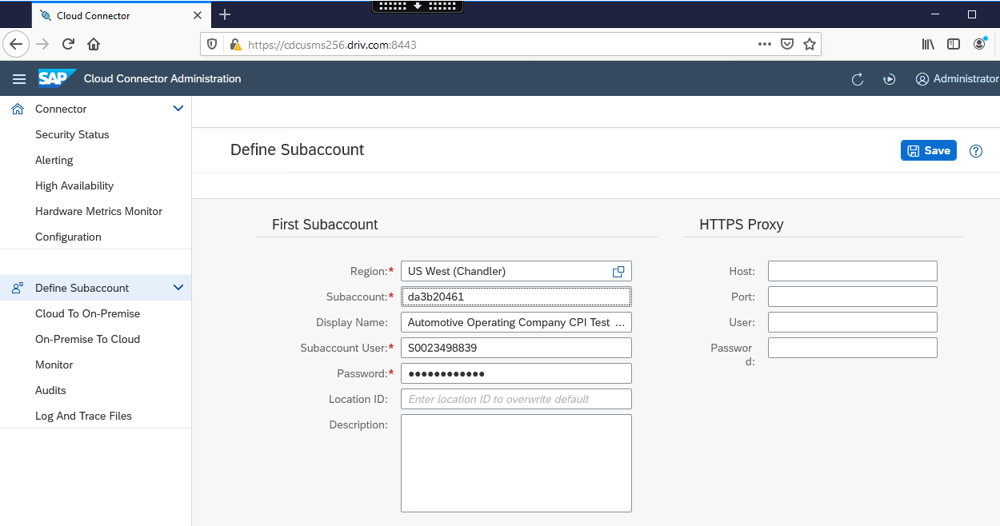 Cloud Connector
https://cdcusms256.driv.com:8443
SAP Cloud Connector Administration
Administrator
Connector
Security Status
Alerting
High Availability
Hardware Metrics Monitor
Configuration
Define Subaccount
Cloud To On-Premise
On-Premise To Cloud
Monitor
Audits
Log And Trace Files
Define Subaccount
Save
First Subaccount
Region:* US West (Chandler)
Subaccount:* da3b20461
Display Name: Automotive Operating Company CPI Test ...
Subaccount User:* S0023498839
Password:* ●●●●●●●●●●●●
Location ID: Enter location ID to overwrite default
Description:
HTTPS Proxy
Host:
Port:
User:
Passwor
d: